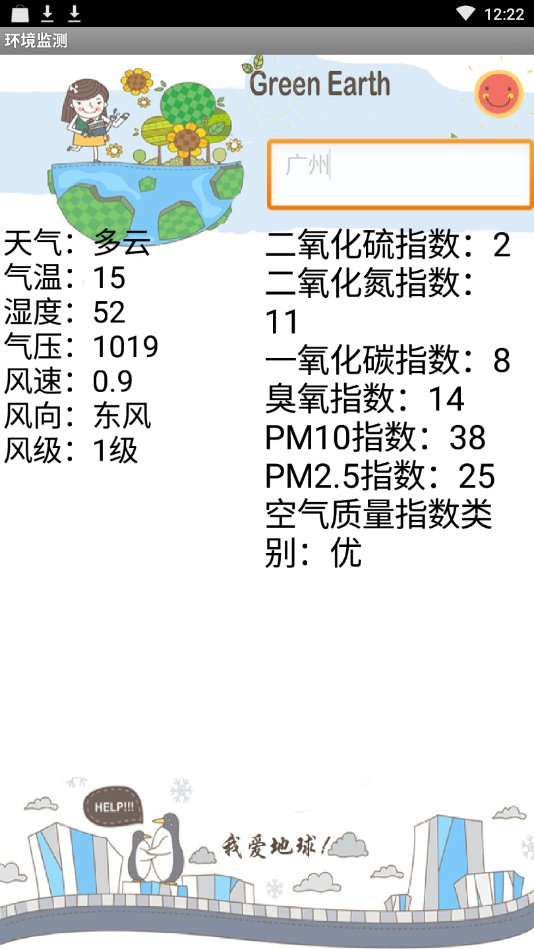 12:22
环境监测
Green Earth
广州
天气：多云
气温：15
湿度：52
气压：1019
风速：0.9
风向：东风
风级：1级
二氧化硫指数：2
二氧化氮指数：
11
一氧化碳指数：8
臭氧指数：14
PM10指数：38
PM2.5指数：25
空气质量指数类
别：优
HELP!!!
我爱地球!